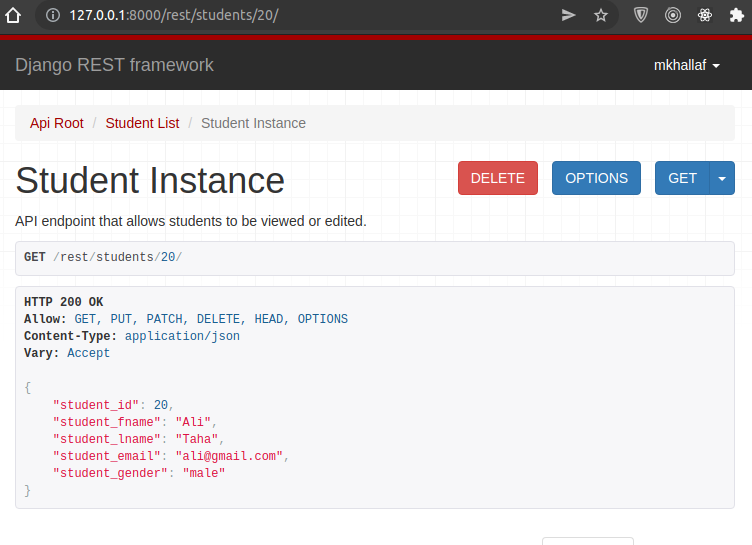 127.0.0.1:8000/rest/students/20/
Django REST framework
mkhallaf
Api Root / Student List / Student Instance
Student Instance
DELETE
OPTIONS
GET
API endpoint that allows students to be viewed or edited.
GET /rest/students/20/
HTTP 200 OK
Allow: GET, PUT, PATCH, DELETE, HEAD, OPTIONS
Content-Type: application/json
Vary: Accept
{
    "student_id": 20,
    "student_fname": "Ali",
    "student_lname": "Taha",
    "student_email": "ali@gmail.com",
    "student_gender": "male"
}